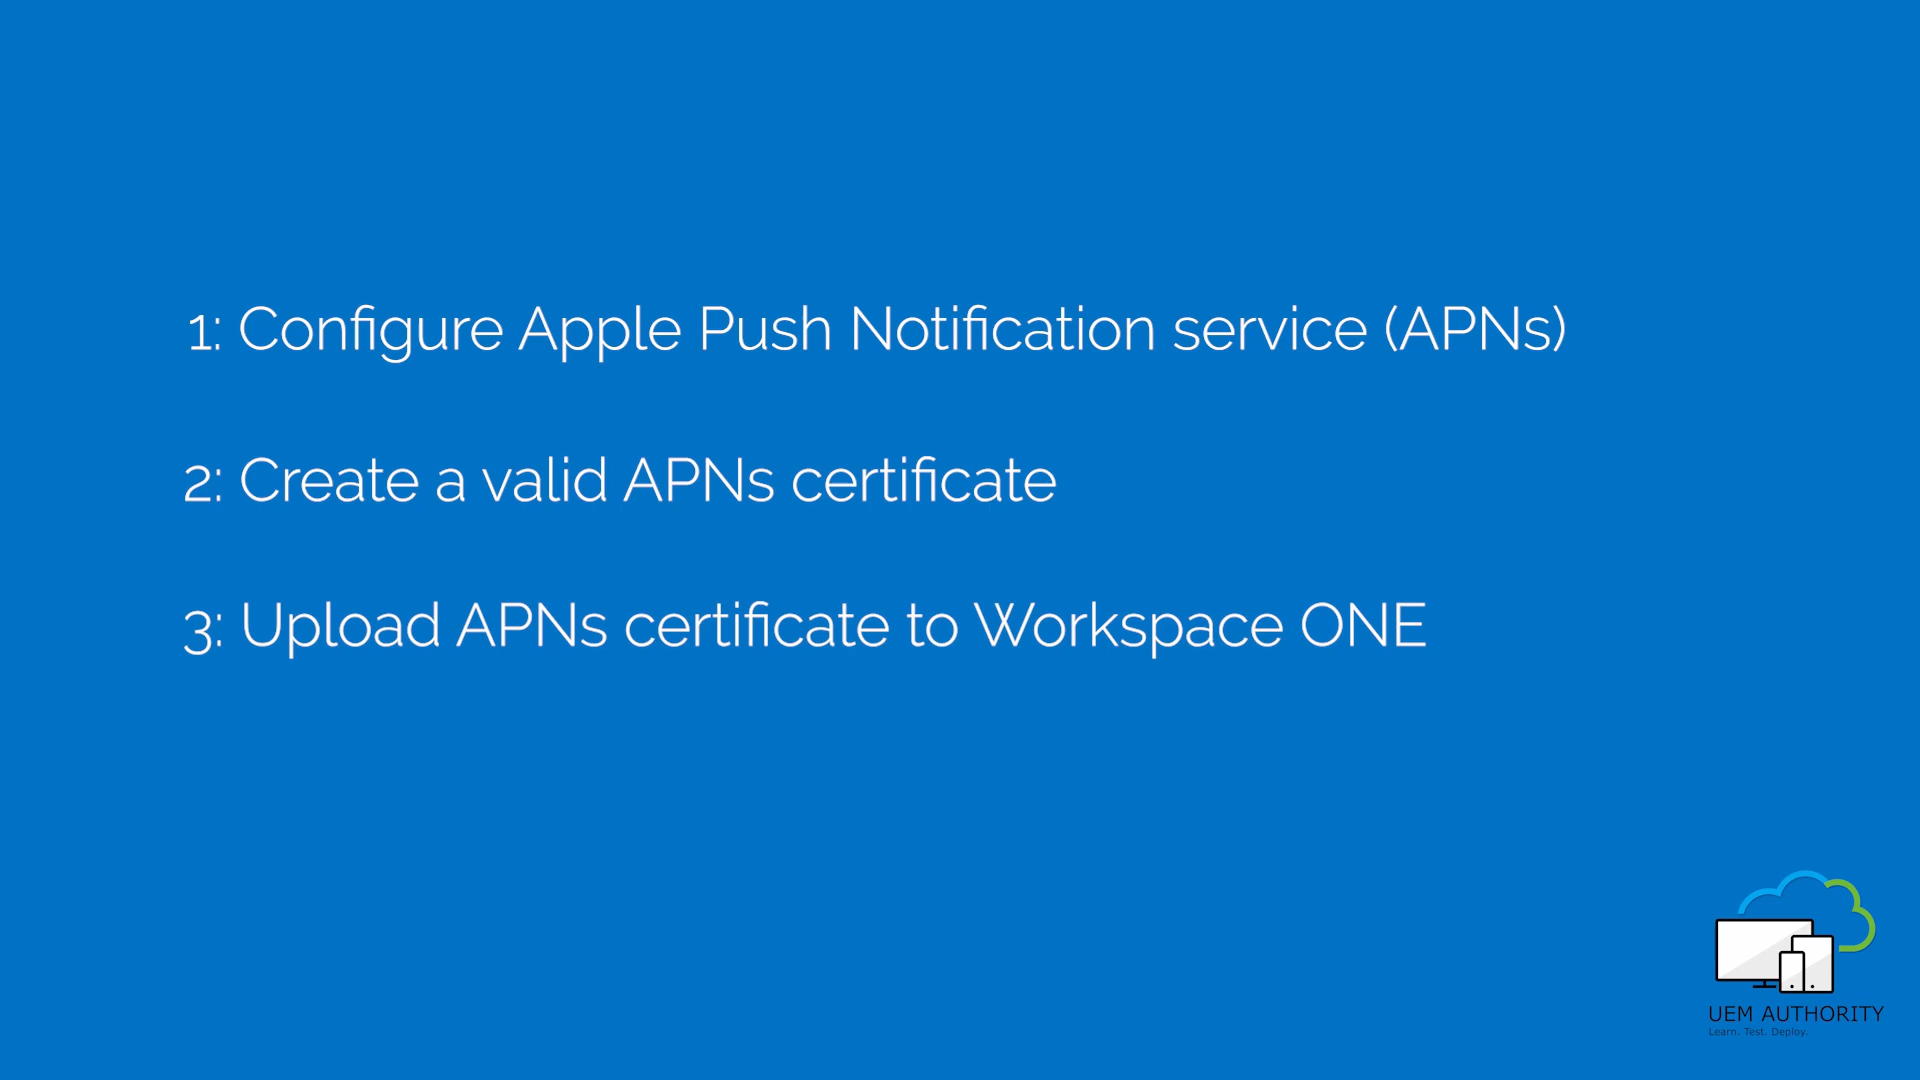 1: Configure Apple Push Notification service (APNs)
2: Create a valid APNs certificate
3: Upload APNs certificate to Workspace ONE
UEM AUTHORITY
Learn. Test. Deploy.